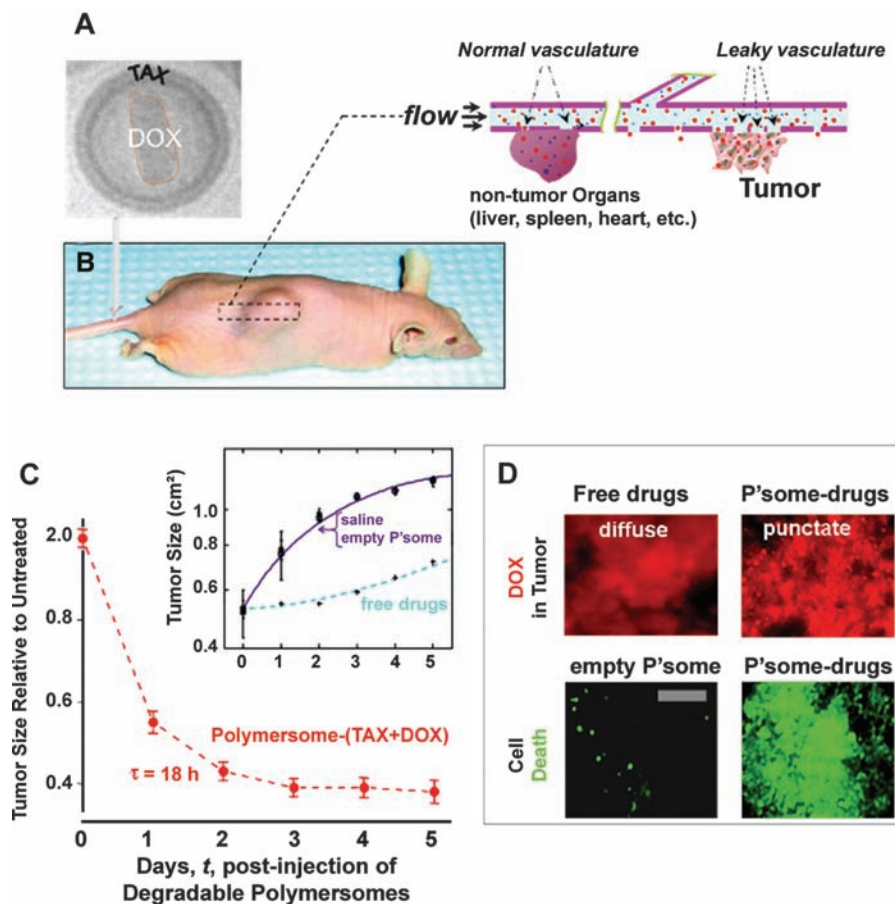 A
TAX
DOX
Normal vasculature
Leaky vasculature
flow
non-tumor Organs
(liver, spleen, heart, etc.)
Tumor
B
C
Tumor Size Relative to Untreated
2.0
0.8
0.6
0.4
0
1
2
3
4
5
Polymersome-(TAX+DOX)
τ = 18 h
Days, t, post-injection of
Degradable Polymersomes
Tumor Size (cm²)
1.0
0.8
0.6
0.4
saline
empty P'some
free drugs
0
1
2
3
4
5
D
Free drugs
P'some-drugs
diffuse
punctate
DOX
in Tumor
empty P'some
P'some-drugs
Cell
Death